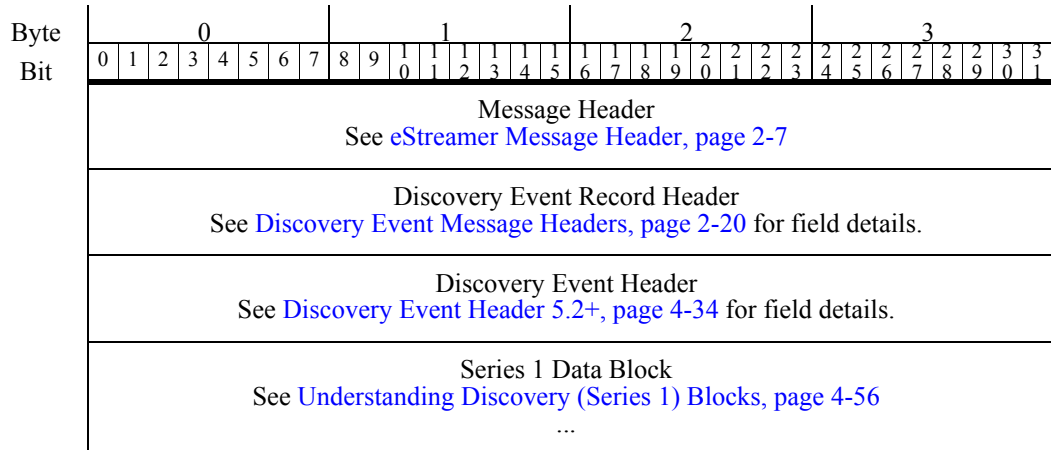 Byte 0 1 2 3
Bit 0 1 2 3 4 5 6 7 8 9 10 11 12 13 14 15 16 17 18 19 20 21 22 23 24 25 26 27 28 29 30 31
Message Header
See eStreamer Message Header, page 2-7
Discovery Event Record Header
See Discovery Event Message Headers, page 2-20 for field details.
Discovery Event Header
See Discovery Event Header 5.2+, page 4-34 for field details.
Series 1 Data Block
See Understanding Discovery (Series 1) Blocks, page 4-56
...